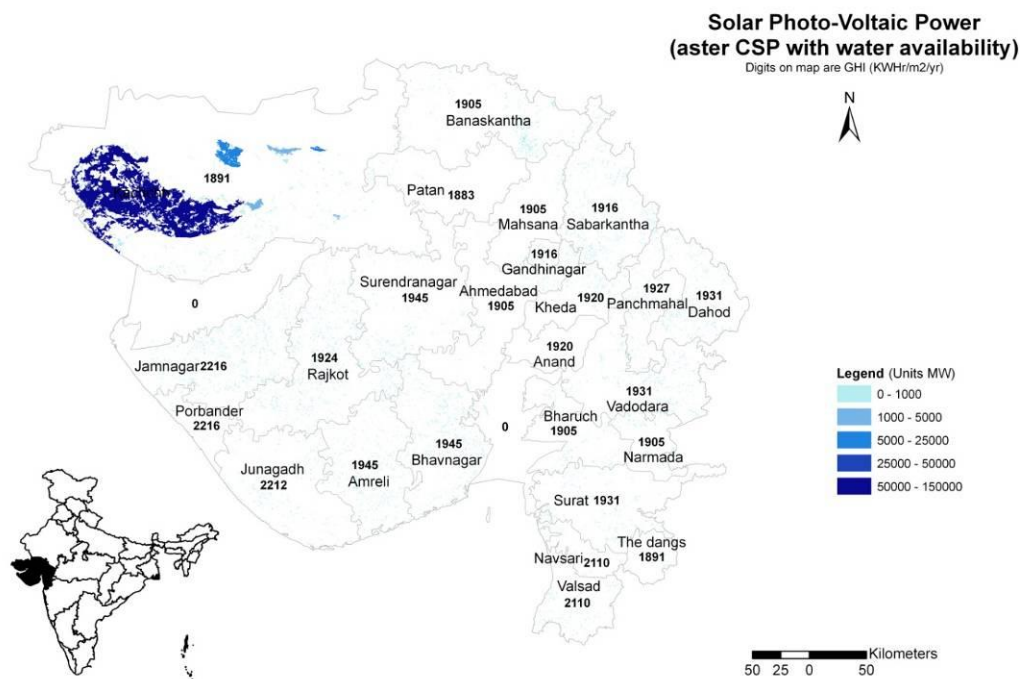 Solar Photo-Voltaic Power
(aster CSP with water availability)
Digits on map are GHI (KWHr/m2/yr)
N
1905
Banaskantha
1891
Patan 1883
1905
Mahsana
1916
Sabarkantha
1916
Gandhinagar
Surendranagar
1945
Ahmedabad
1905
Kheda 1920
1927
Panchmahal
1931
Dahod
0
1920
Anand
Jamnagar2216
1924
Rajkot
Porbander
2216
1931
Vadodara
Bharuch
1905
0
1905
Narmada
Junagadh
2212
1945
Amreli
1945
Bhavnagar
Surat 1931
The dangs
1891
Navsari2110
Valsad
2110
Legend (Units MW)
0 - 1000
1000 - 5000
5000 - 25000
25000 - 50000
50000 - 150000
Kilometers
50 25 0 50